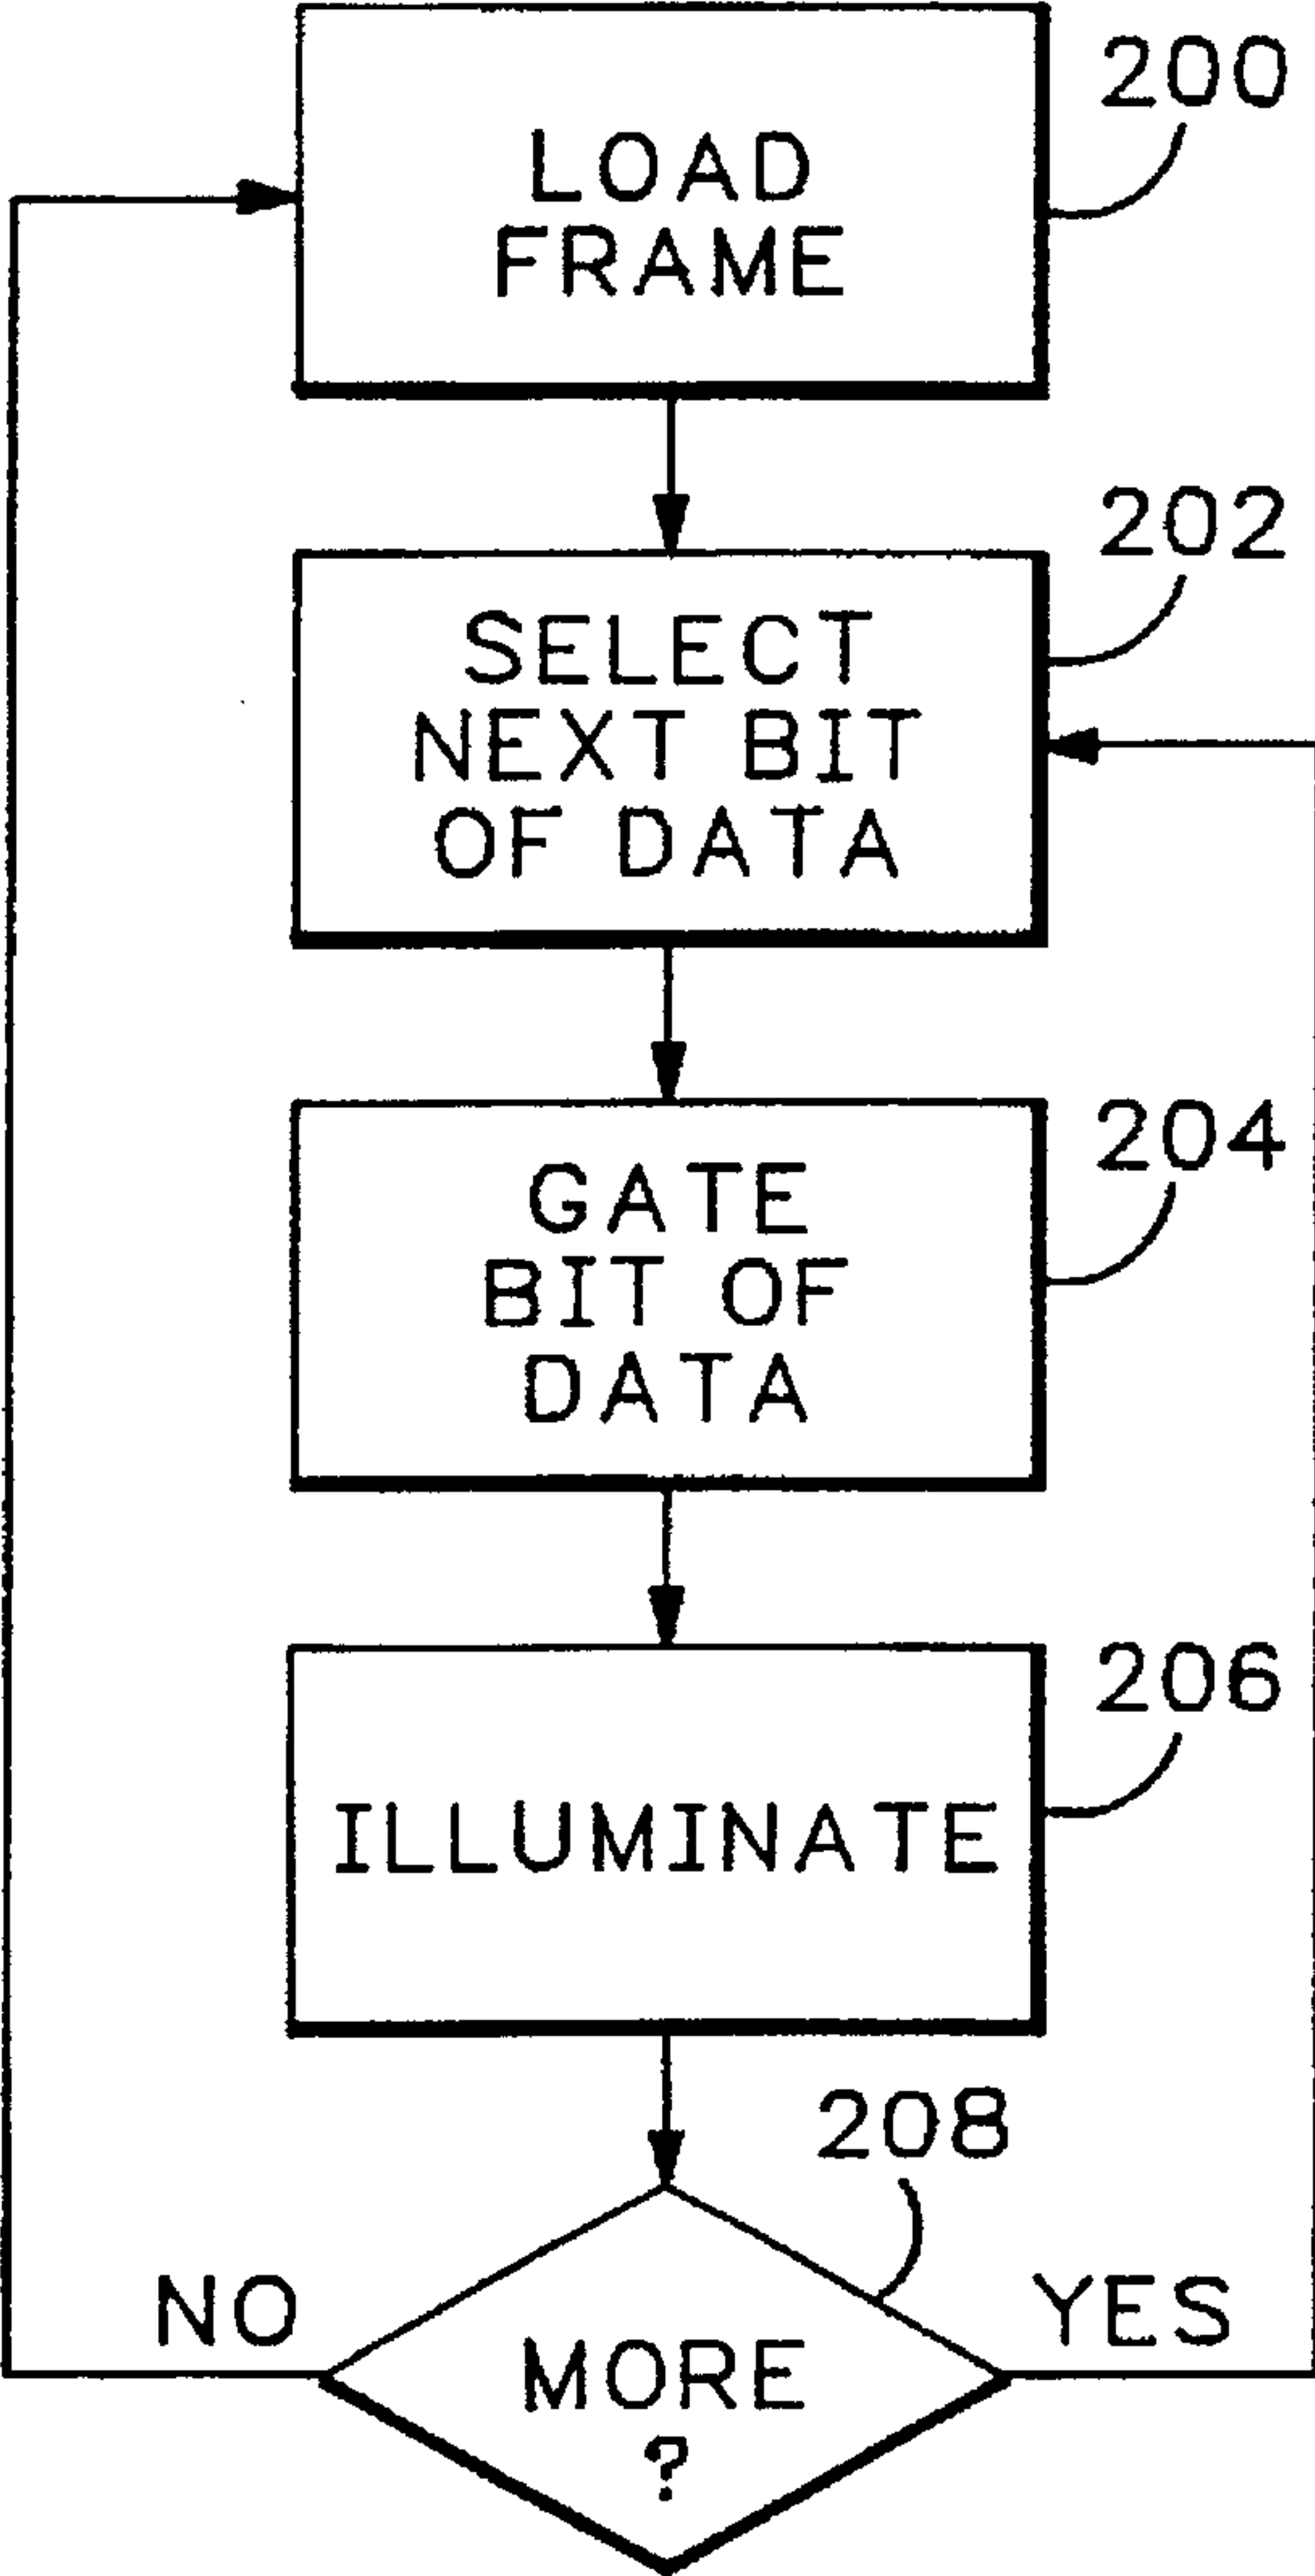 200
LOAD
FRAME
202
SELECT
NEXT BIT
OF DATA
204
GATE
BIT OF
DATA
206
ILLUMINATE
208
NO
YES
MORE
?